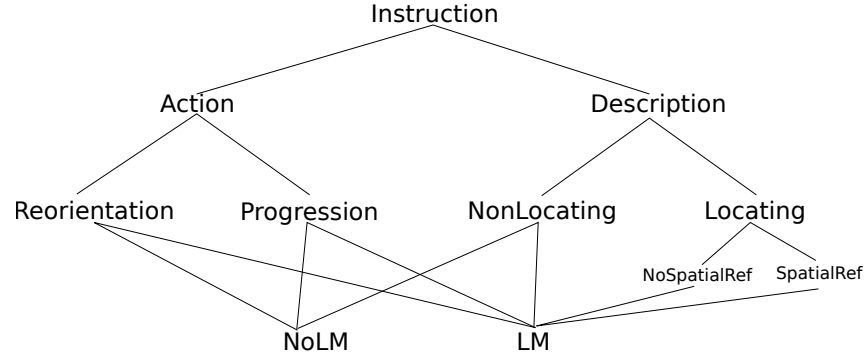 Instruction
Action Description
Reorientation Progression NonLocating Locating
NoSpatialRef SpatialRef
NoLM LM